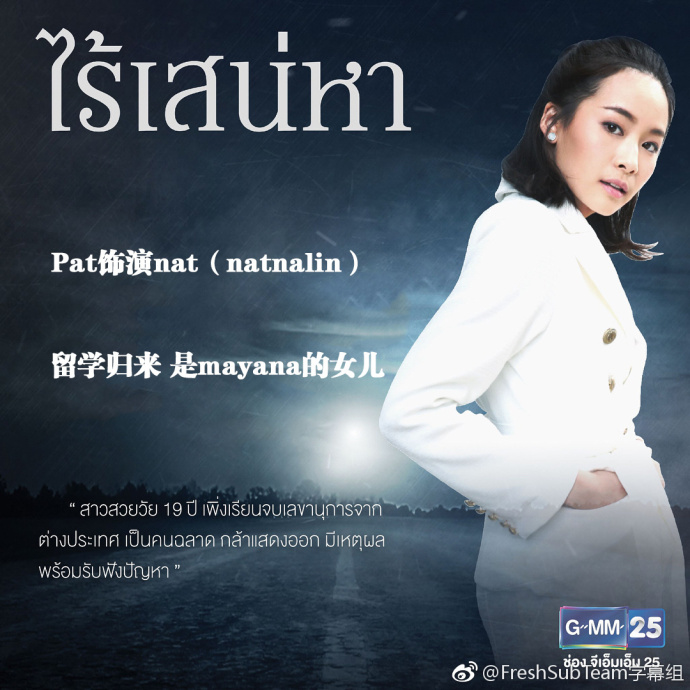 ไร้เสน่หา
Pat饰演nat（natnalin）
留学归来 是mayana的女儿
“ สาวสวยวัย 19 ปี เพิ่งเรียนจบเลขานุการจาก
ต่างประเทศ เป็นคนฉลาด กล้าแสดงออก มีเหตุผล
พร้อมรับฟังปัญหา ”
G"MM' 25
ช่อง จีเอ็มเอ็ม 25
@FreshSubTeam字幕组